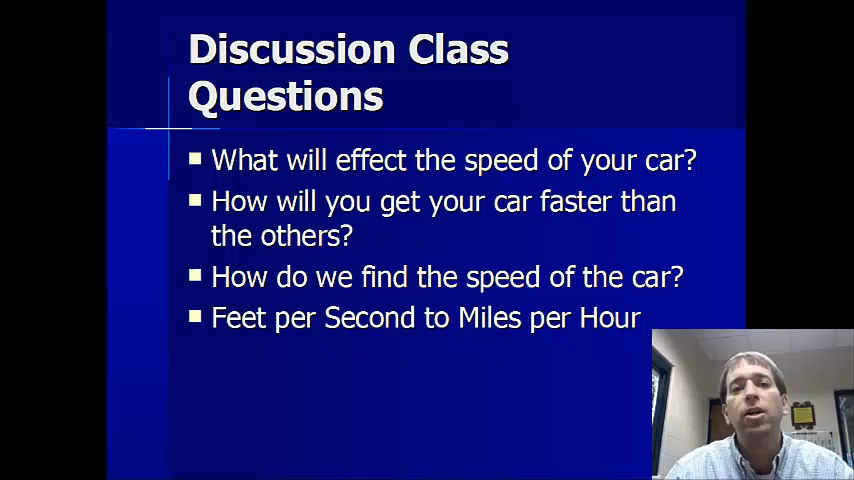 Discussion Class
Questions
What will effect the speed of your car?
How will you get your car faster than
the others?
How do we find the speed of the car?
Feet per Second to Miles per Hour